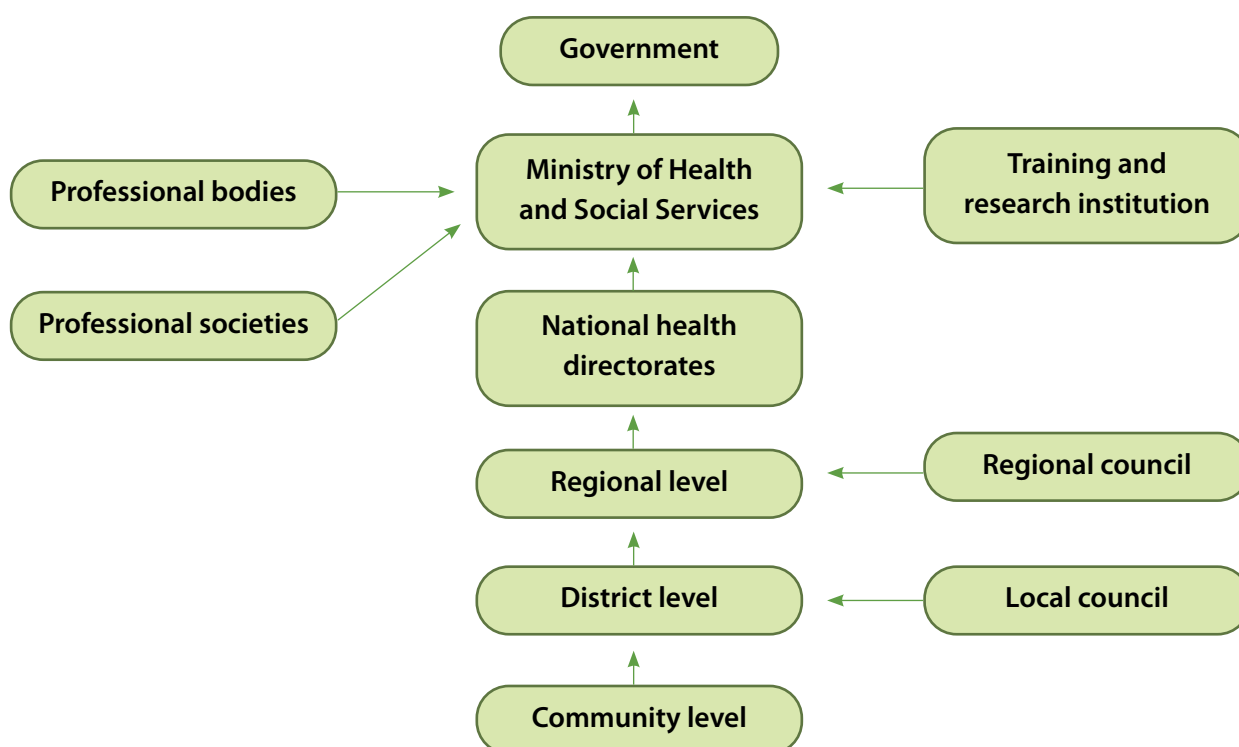 Government
Ministry of Health
and Social Services
Professional bodies
Training and
research institution
Professional societies
National health
directorates
Regional level
Regional council
District level
Local council
Community level